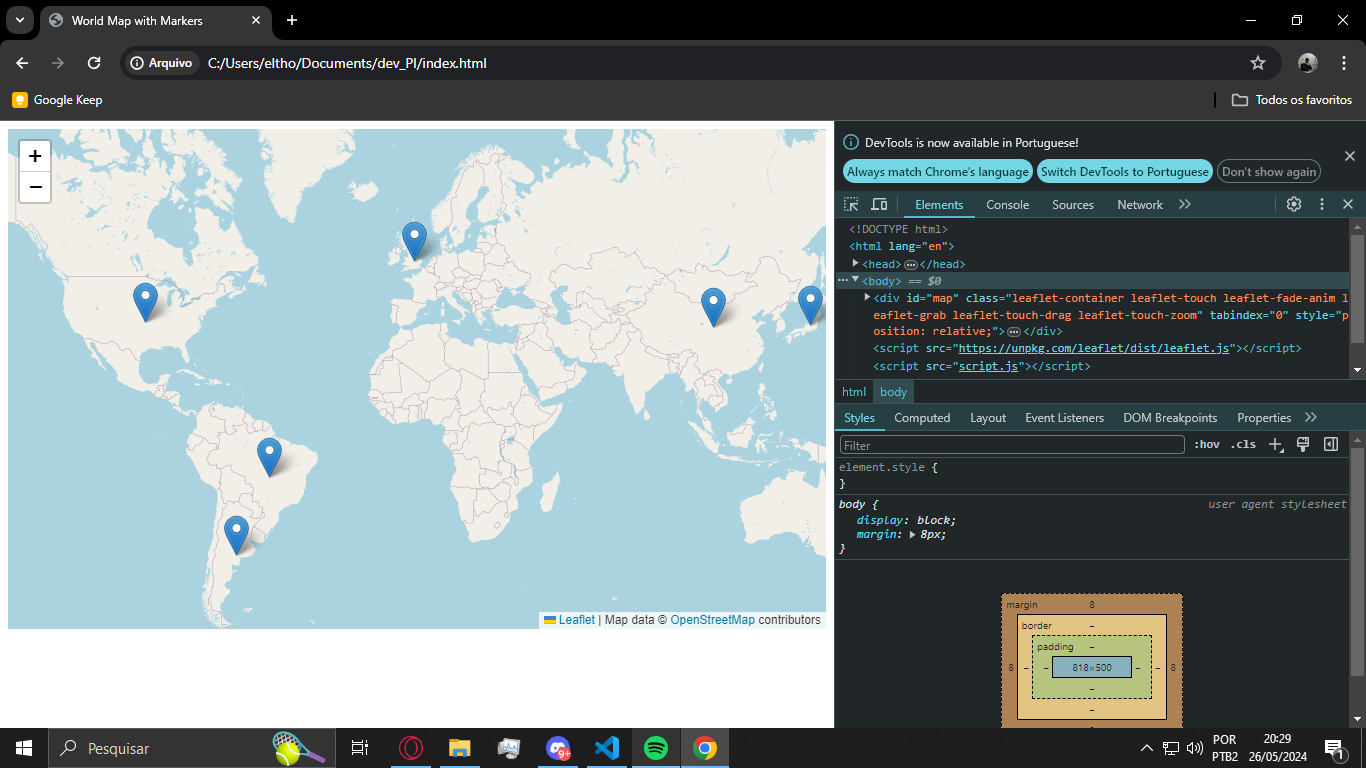 World Map with Markers
Arquivo
C:/Users/eltho/Documents/dev_PI/index.html
Google Keep
Todos os favoritos
+
−
Leaflet | Map data © OpenStreetMap contributors
DevTools is now available in Portuguese!
Always match Chrome's language
Switch DevTools to Portuguese
Don't show again
Elements
Console
Sources
Network
<!DOCTYPE html>
<html lang="en">
<head> … </head>
<body> == $0
<div id="map" class="leaflet-container leaflet-touch leaflet-fade-anim l
eaflet-grab leaflet-touch-drag leaflet-touch-zoom" tabindex="0" style="p
osition: relative;"> … </div>
<script src="https://unpkg.com/leaflet/dist/leaflet.js"></script>
<script src="script.js"></script>
html
body
Styles
Computed
Layout
Event Listeners
DOM Breakpoints
Properties
Filter
:hov
.cls
element.style {
}
body {
user agent stylesheet
display: block;
margin: 8px;
}
margin
8
border
–
padding
–
8
–
–
818×500
–
–
8
–
–
Pesquisar
9+
POR
PTB2
20:29
26/05/2024
1